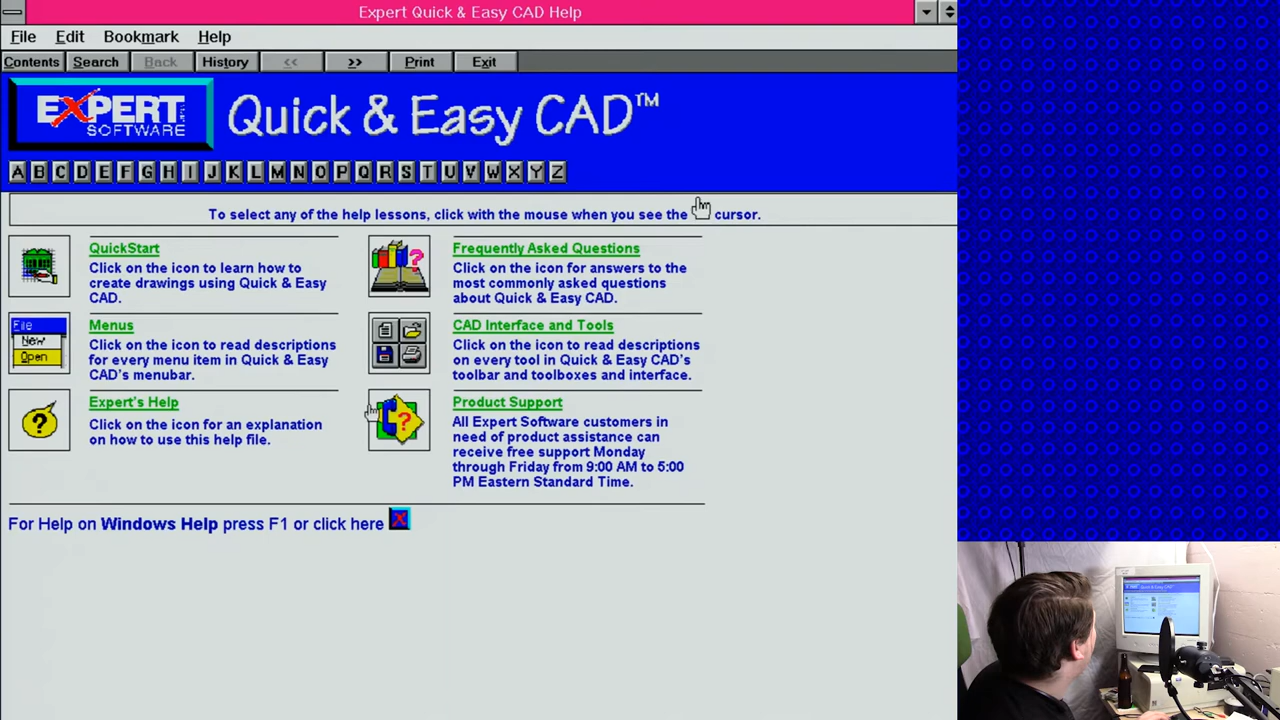 Expert Quick & Easy CAD Help
File Edit Bookmark Help
Contents Search Back History << >> Print Exit
EXPERT
SOFTWARE
Quick & Easy CAD™
A B C D E F G H I J K L M N O P Q R S T U V W X Y Z
To select any of the help lessons, click with the mouse when you see the cursor.
QuickStart
Click on the icon to learn how to
create drawings using Quick & Easy
CAD.
Frequently Asked Questions
Click on the icon for answers to the
most commonly asked questions
about Quick & Easy CAD.
File
New
Open
Menus
Click on the icon to read descriptions
for every menu item in Quick & Easy
CAD's menubar.
CAD Interface and Tools
Click on the icon to read descriptions
on every tool in Quick & Easy CAD's
toolbar and toolboxes and interface.
?
Expert's Help
Click on the icon for an explanation
on how to use this help file.
?
Product Support
All Expert Software customers in
need of product assistance can
receive free support Monday
through Friday from 9:00 AM to 5:00
PM Eastern Standard Time.
For Help on Windows Help press F1 or click here X